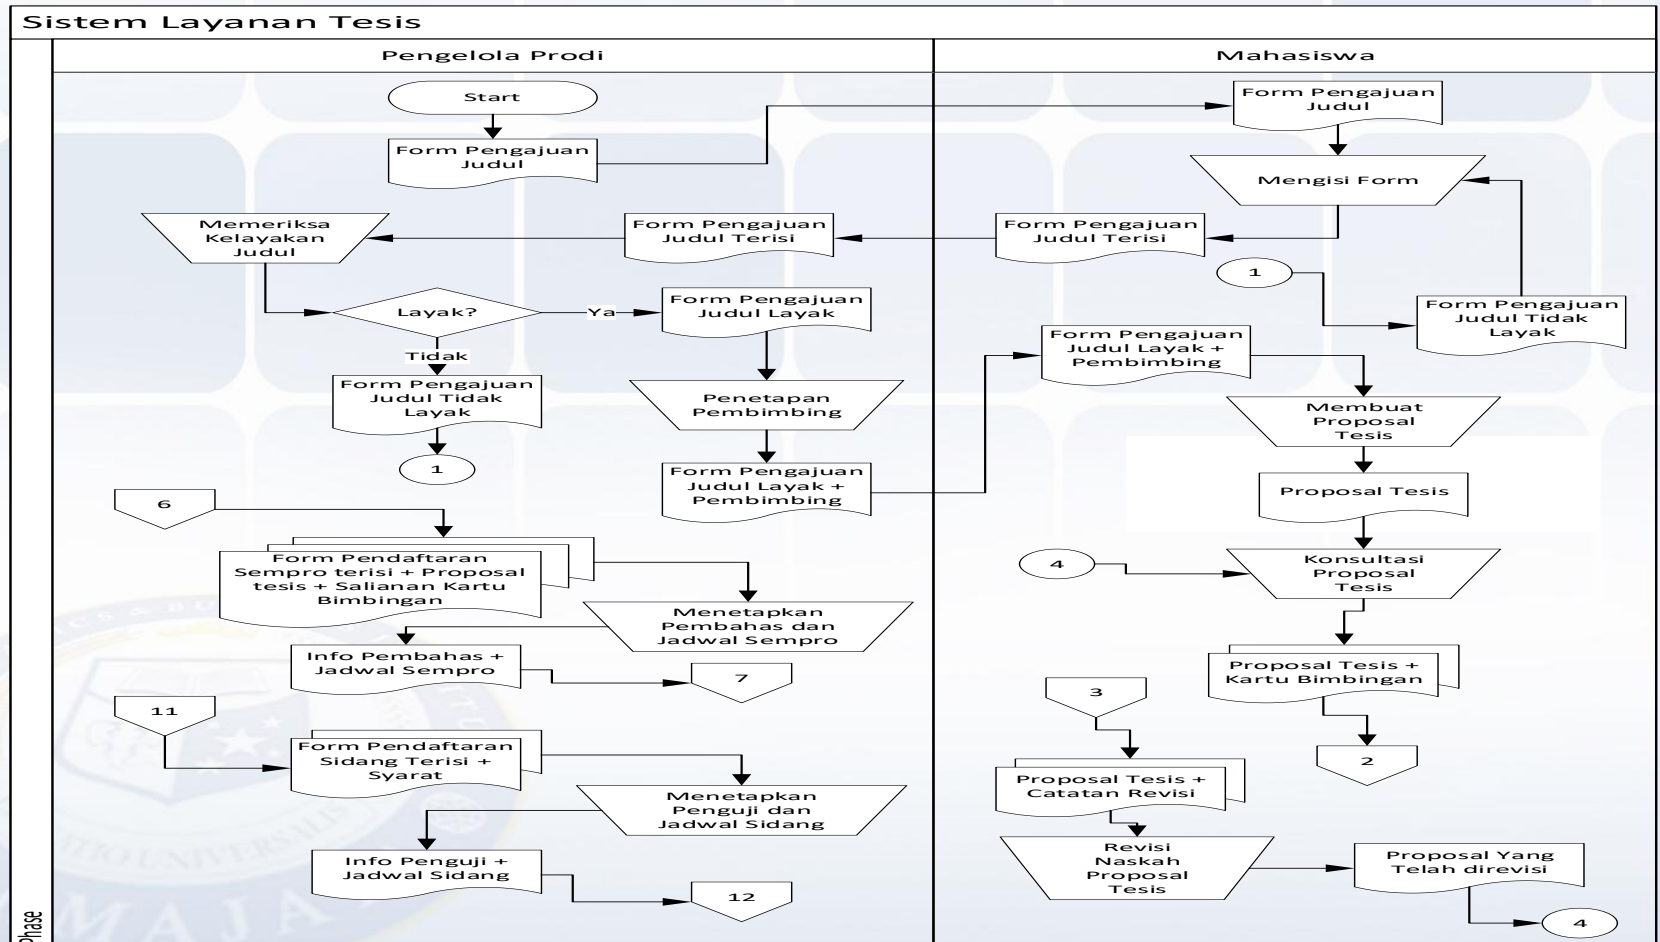 Sistem Layanan Tesis
Pengelola Prodi
Mahasiswa
Start
Form Pengajuan
Judul
Form Pengajuan
Judul
Mengisi Form
Memeriksa
Kelayakan
Judul
Form Pengajuan
Judul Terisi
Form Pengajuan
Judul Terisi
1
Layak?
Ya
Form Pengajuan
Judul Layak
Form Pengajuan
Judul Tidak
Layak
Tidak
Form Pengajuan
Judul Tidak
Layak
Penetapan
Pembimbing
Form Pengajuan
Judul Layak +
Pembimbing
Membuat
Proposal
Tesis
1
Form Pengajuan
Judul Layak +
Pembimbing
Proposal Tesis
6
Form Pendaftaran
Sempro terisi + Proposal
tesis + Salianan Kartu
Bimbingan
4
Konsultasi
Proposal
Tesis
Menetapkan
Pembahas dan
Jadwal Sempro
Info Pembahas +
Jadwal Sempro
7
Proposal Tesis +
Kartu Bimbingan
3
2
11
Form Pendaftaran
Sidang Terisi +
Syarat
Proposal Tesis +
Catatan Revisi
Menetapkan
Penguji dan
Jadwal Sidang
Info Penguji +
Jadwal Sidang
12
Revisi
Naskah
Proposal
Tesis
Proposal Yang
Telah direvisi
4
Phase